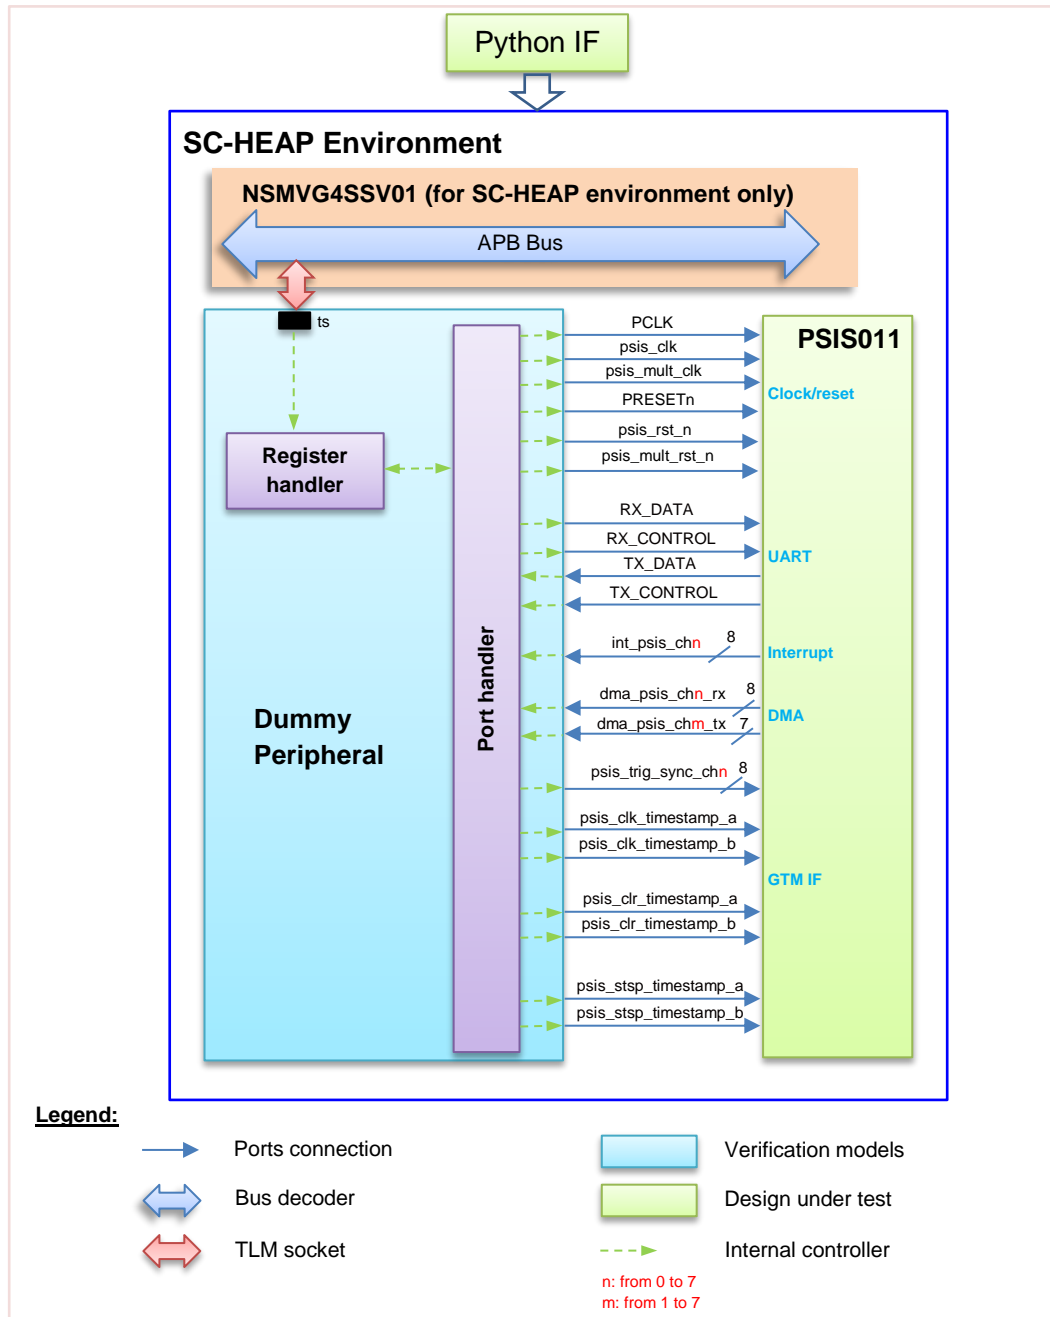 Python IF
SC-HEAP Environment
NSMVG4SSV01 (for SC-HEAP environment only)
APB Bus
ts
Register
handler
Dummy
Peripheral
Port handler
PSIS011
PCLK
psis_clk
psis_mult_clk
Clock/reset
PRESETn
psis_rst_n
psis_mult_rst_n
RX_DATA
RX_CONTROL
UART
TX_DATA
TX_CONTROL
int_psis_chn 8
Interrupt
dma_psis_chn_rx 8
DMA
dma_psis_chm_tx 7
psis_trig_sync_chn 8
psis_clk_timestamp_a
psis_clk_timestamp_b
GTM IF
psis_clr_timestamp_a
psis_clr_timestamp_b
psis_stsp_timestamp_a
psis_stsp_timestamp_b
Legend:
Ports connection
Verification models
Bus decoder
Design under test
TLM socket
Internal controller
n: from 0 to 7
m: from 1 to 7